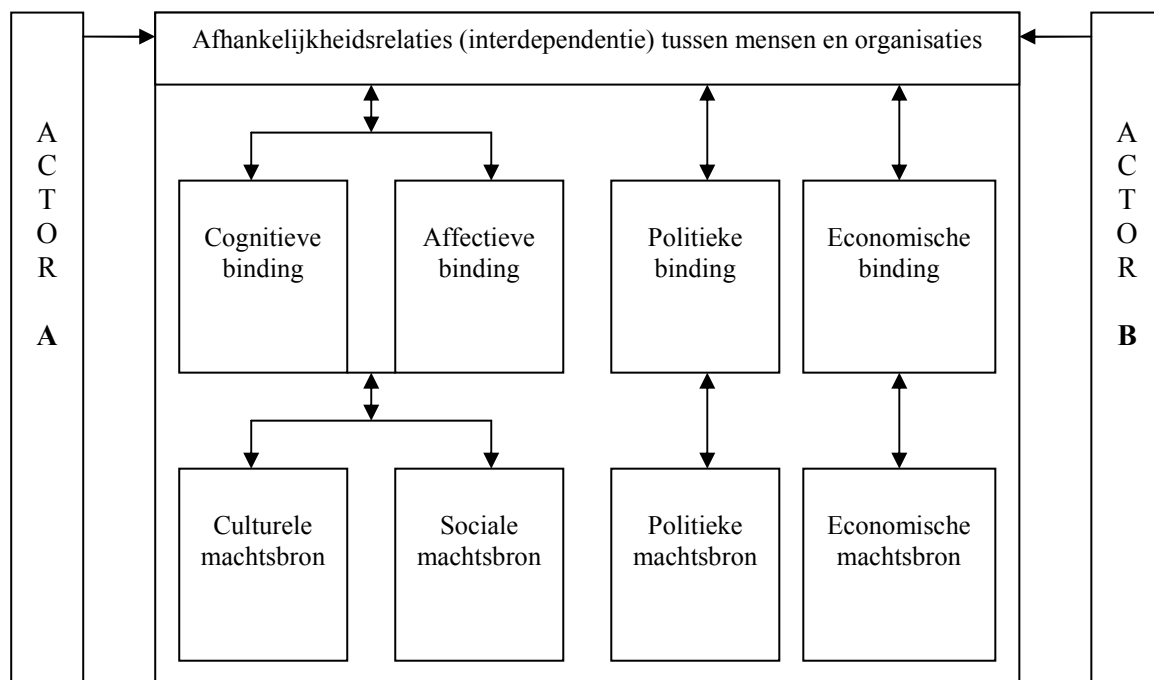 Afhankelijkheidsrelaties (interdependentie) tussen mensen en organisaties
A
C
T
O
R
A
Cognitieve
binding
Affectieve
binding
Politieke
binding
Economische
binding
Culturele
machtsbron
Sociale
machtsbron
Politieke
machtsbron
Economische
machtsbron
A
C
T
O
R
B